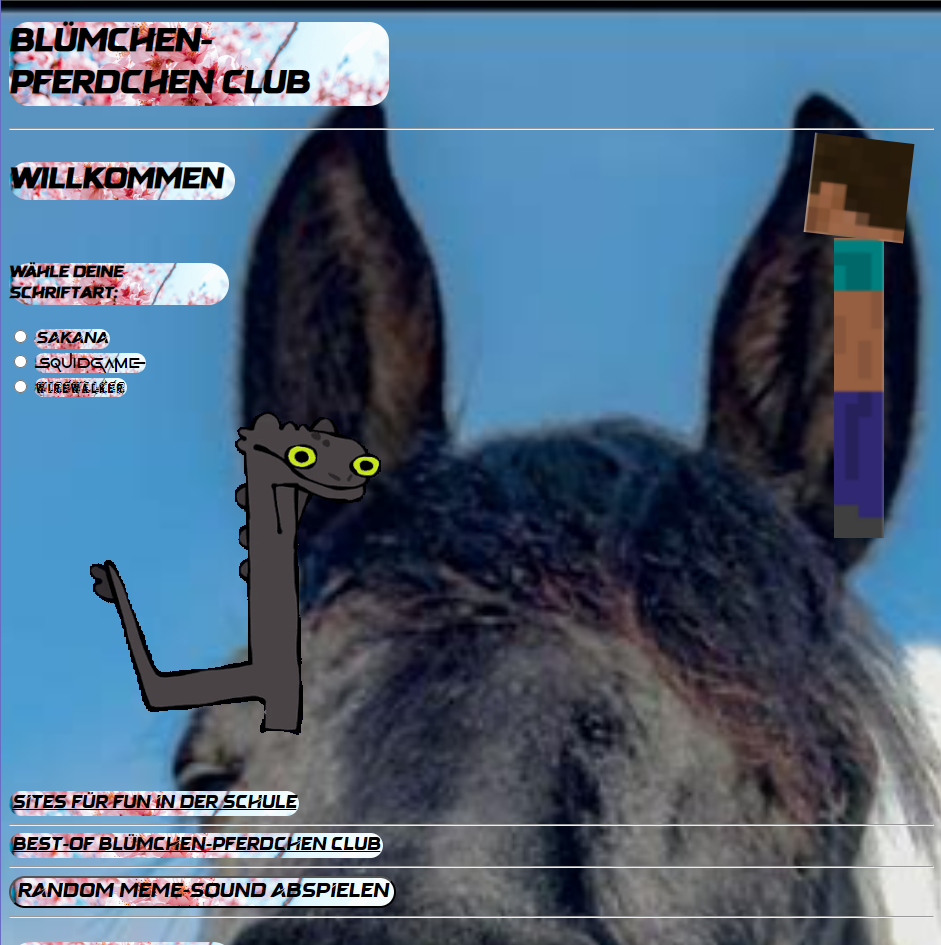 BLÜMCHEN-
PFERDCHEN CLUB
WILLKOMMEN
WÄHLE DEINE
SCHRIFTART:
SAKANA
SQUIDGAME
WIREWALKER
SITES FÜR FUN IN DER SCHULE
BEST-OF BLÜMCHEN-PFERDCHEN CLUB
RANDOM MEME-SOUND ABSPIELEN